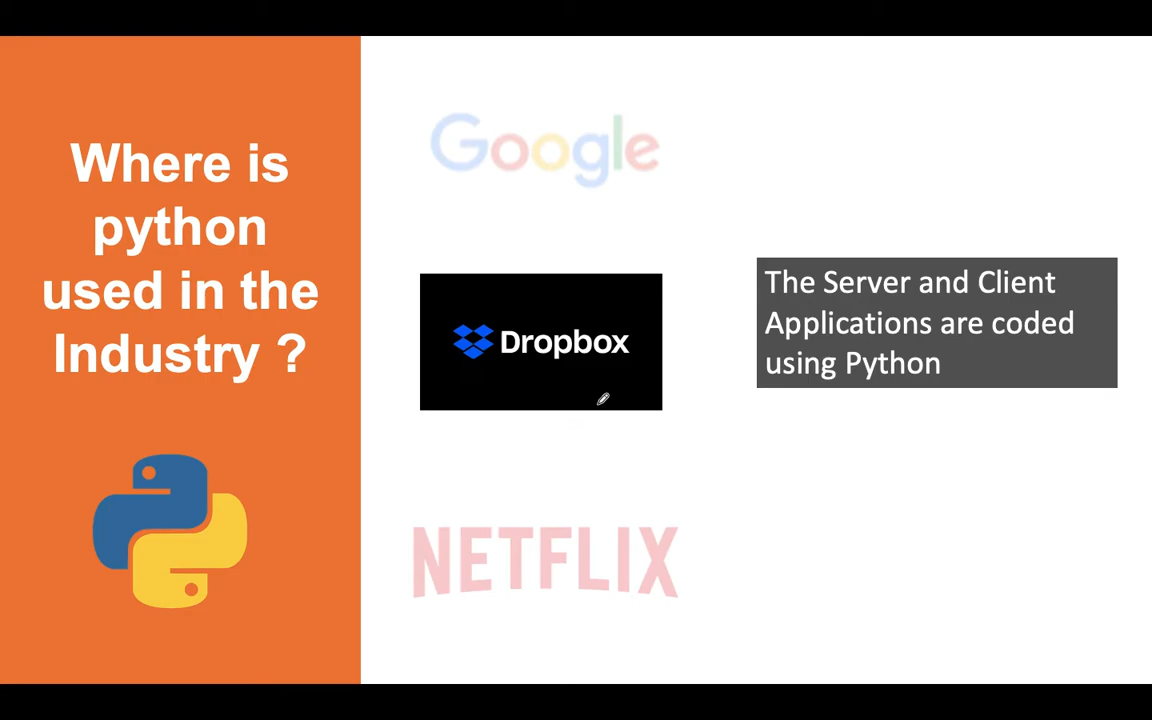 Where is
python
used in the
Industry ?
Google
Dropbox
The Server and Client
Applications are coded
using Python
NETFLIX